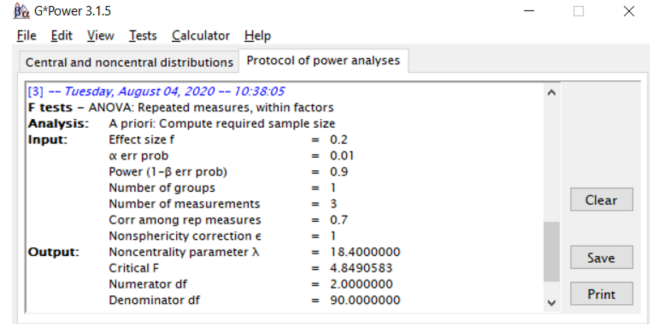 βα G*Power 3.1.5
File Edit View Tests Calculator Help
Central and noncentral distributions Protocol of power analyses
[3] -- Tuesday, August 04, 2020 -- 10:38:05
F tests – ANOVA: Repeated measures, within factors
Analysis: A priori: Compute required sample size
Input: Effect size f = 0.2
α err prob = 0.01
Power (1-β err prob) = 0.9
Number of groups = 1
Number of measurements = 3
Corr among rep measures = 0.7
Nonsphericity correction ϵ = 1
Output: Noncentrality parameter λ = 18.4000000
Critical F = 4.8490583
Numerator df = 2.0000000
Denominator df = 90.0000000
Clear
Save
Print